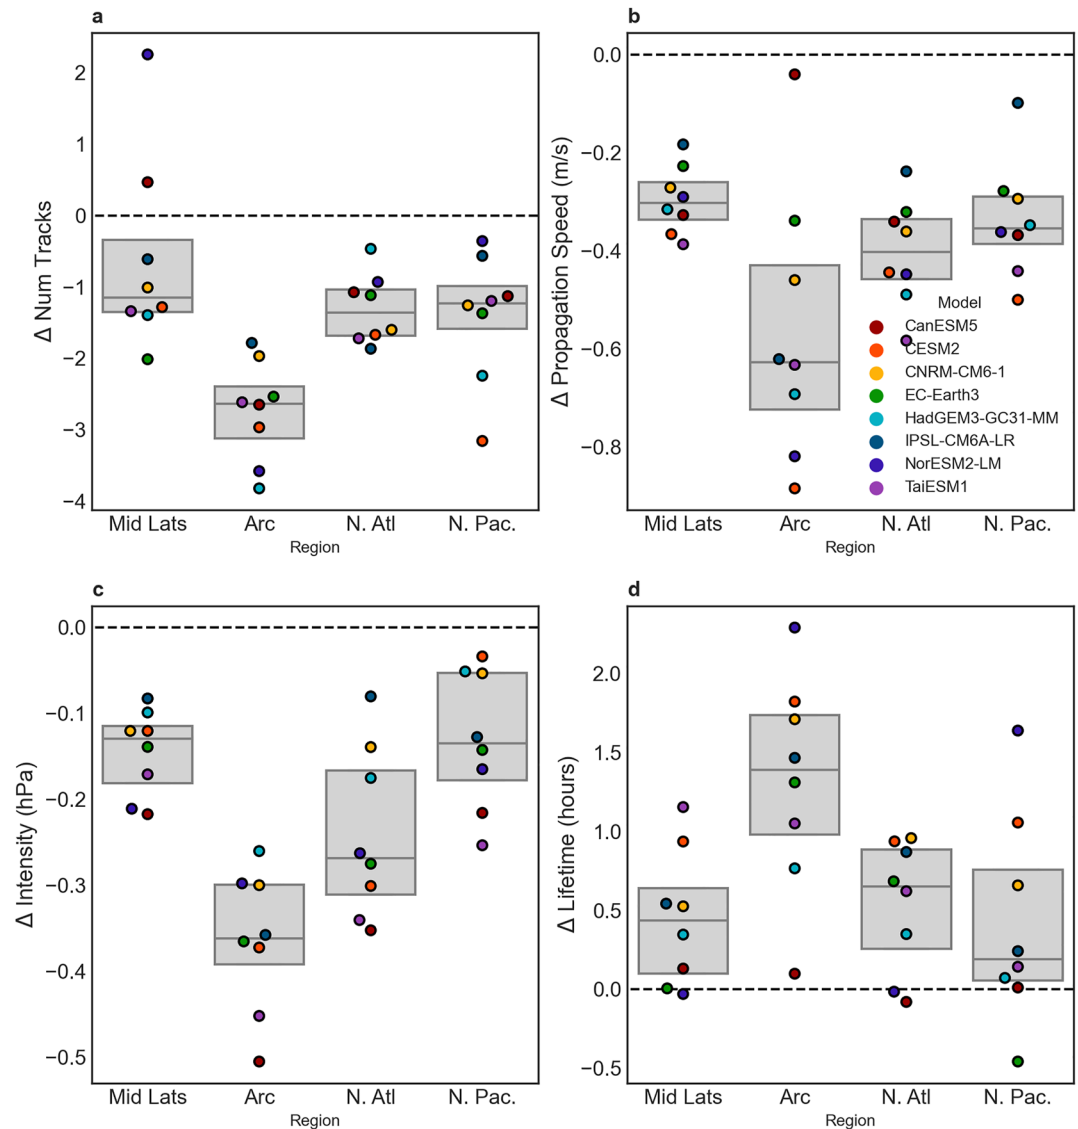 a
Δ Num Tracks
2
1
0
−1
−2
−3
−4
Mid Lats Arc N. Atl N. Pac.
Region
b
Δ Propagation Speed (m/s)
0.0
−0.2
−0.4
−0.6
−0.8
Model
CanESM5
CESM2
CNRM-CM6-1
EC-Earth3
HadGEM3-GC31-MM
IPSL-CM6A-LR
NorESM2-LM
TaiESM1
Mid Lats Arc N. Atl N. Pac.
Region
c
Δ Intensity (hPa)
0.0
−0.1
−0.2
−0.3
−0.4
−0.5
Mid Lats Arc N. Atl N. Pac.
Region
d
Δ Lifetime (hours)
2.0
1.5
1.0
0.5
0.0
−0.5
Mid Lats Arc N. Atl N. Pac.
Region